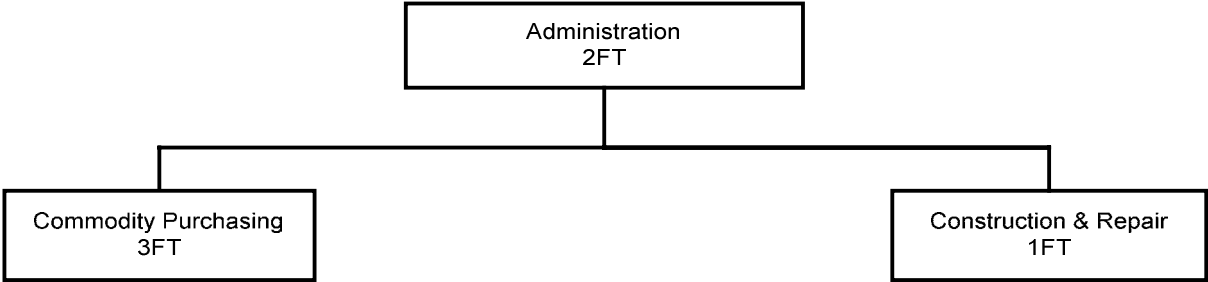 Administration
2FT
Commodity Purchasing
3FT
Construction & Repair
1FT